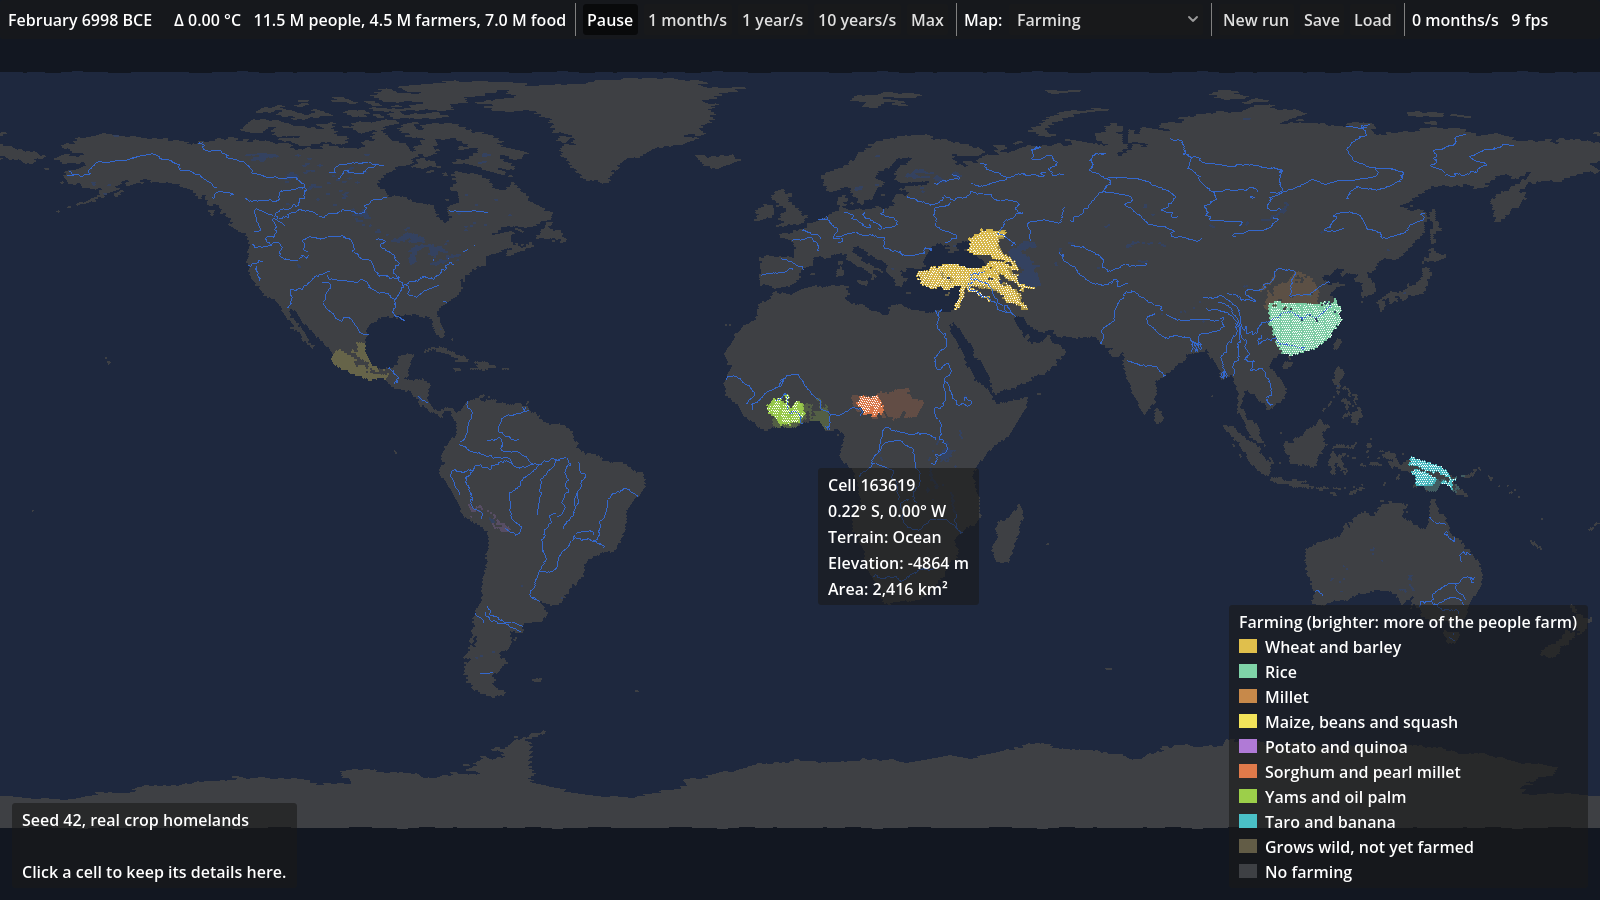 February 6998 BCE Δ 0.00 °C 11.5 M people, 4.5 M farmers, 7.0 M food Pause 1 month/s 1 year/s 10 years/s Max Map: Farming New run Save Load 0 months/s 9 fps
Cell 163619
0.22° S, 0.00° W
Terrain: Ocean
Elevation: -4864 m
Area: 2,416 km²
Farming (brighter: more of the people farm)
Wheat and barley
Rice
Millet
Maize, beans and squash
Potato and quinoa
Sorghum and pearl millet
Yams and oil palm
Taro and banana
Grows wild, not yet farmed
No farming
Seed 42, real crop homelands
Click a cell to keep its details here.